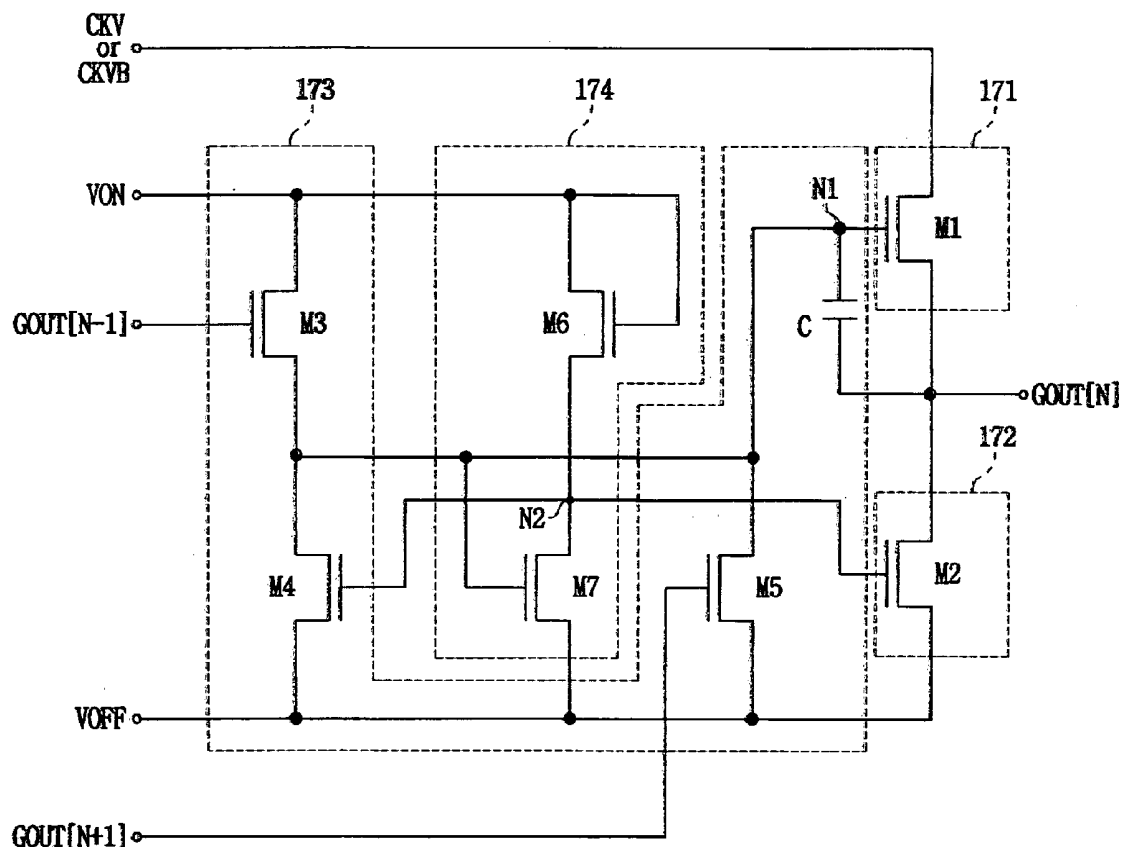 CKV
or
CKVB
173
174
171
VON
N1
M1
GOUT[N-1]
M3
M6
C
GOUT[N]
172
N2
M4
M7
M5
M2
VOFF
GOUT[N+1]